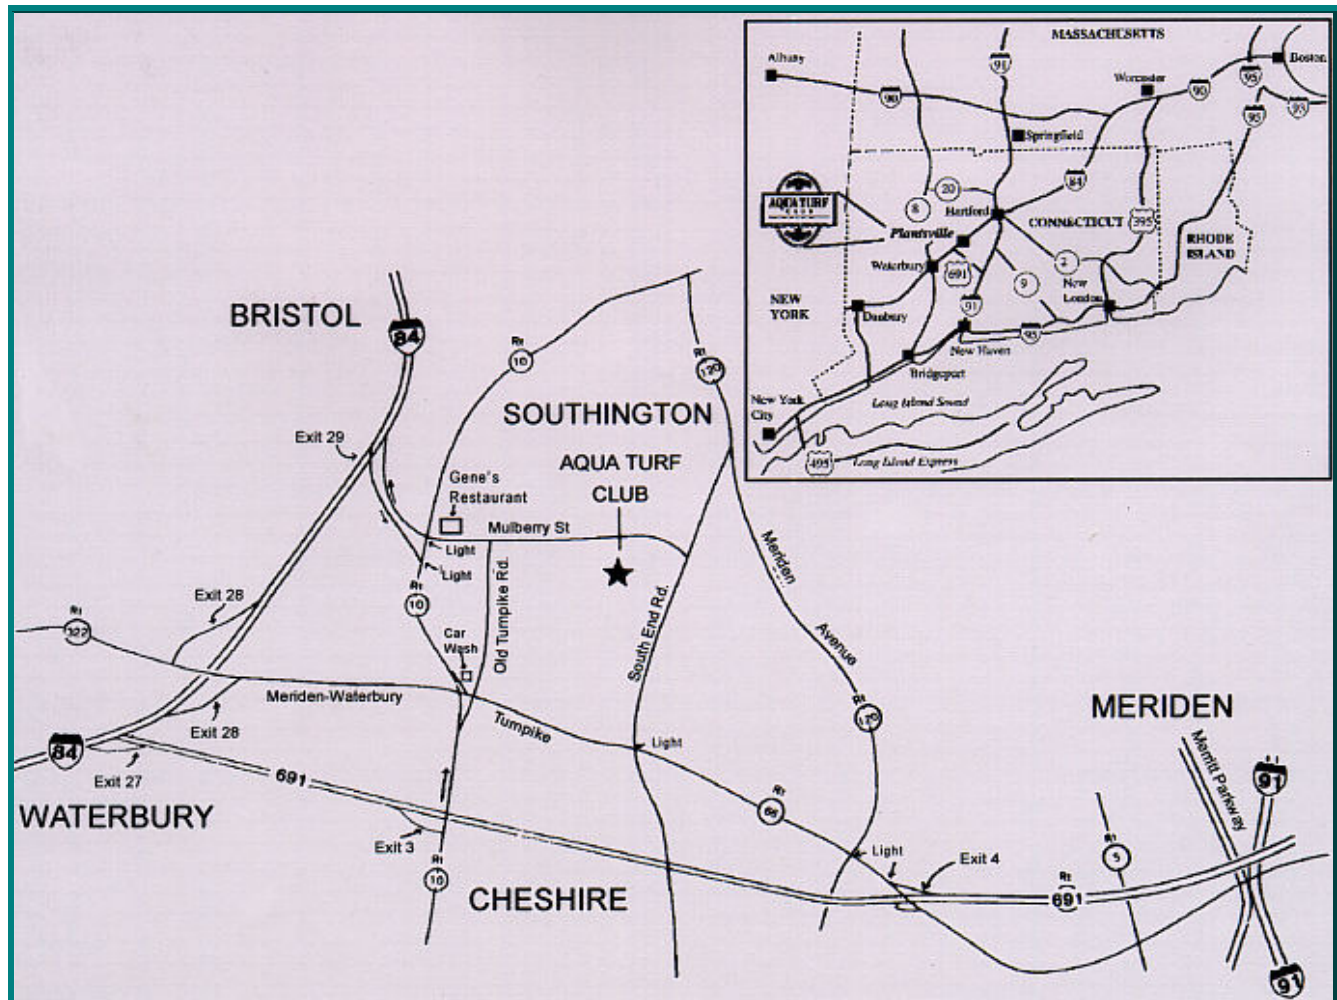 MASSACHUSETTS
Albany
91
Boston
95
Worcester
90
90
93
95
Springfield
84
20
8
AQUA TURF
CLUB
Hartford
CONNECTICUT
395
Plantsville
RHODE
ISLAND
Waterbury
691
2
9
New
London
NEW
YORK
Danbury
91
95
New Haven
Bridgeport
New York
City
Long Island Sound
495
Long Island Express
BRISTOL
84
Rt
10
Rt
120
SOUTHINGTON
Exit 29
AQUA TURF
CLUB
Gene's
Restaurant
Mulberry St
Light
Light
Meriden
Avenue
Exit 28
Rt
10
Old Turnpike Rd.
South End Rd.
Rt
322
Car
Wash
Meriden-Waterbury
Turnpike
Exit 28
Light
Rt
120
MERIDEN
84
Exit 27
691
Merritt Parkway
91
WATERBURY
Rt
66
Exit 3
Light
Exit 4
Rt
5
Rt
10
CHESHIRE
Rt
691
91